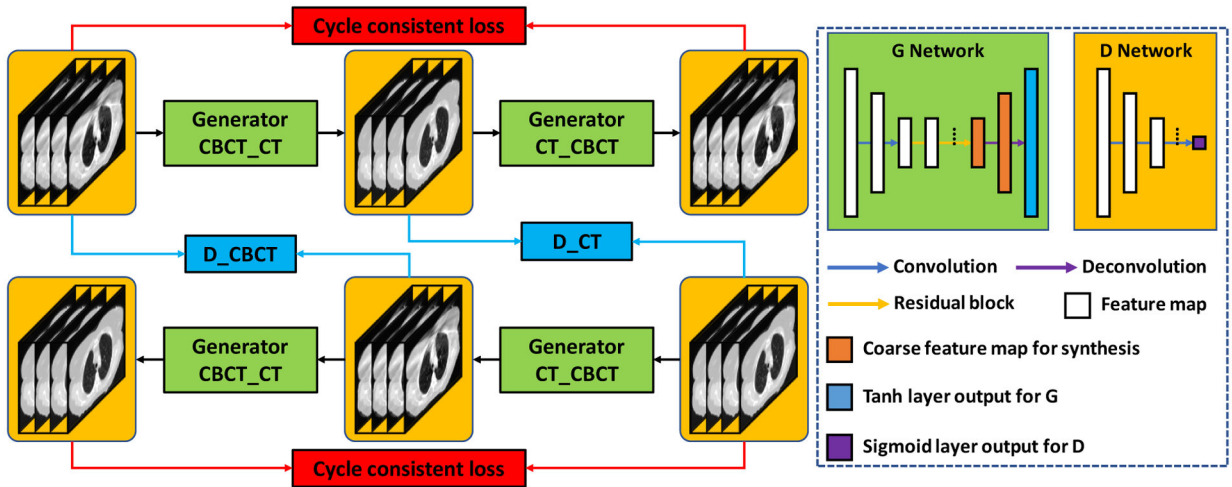 Cycle consistent loss
Generator
CBCT_CT
Generator
CT_CBCT
D_CBCT
D_CT
Generator
CBCT_CT
Generator
CT_CBCT
Cycle consistent loss
G Network
D Network
Convolution
Deconvolution
Residual block
Feature map
Coarse feature map for synthesis
Tanh layer output for G
Sigmoid layer output for D